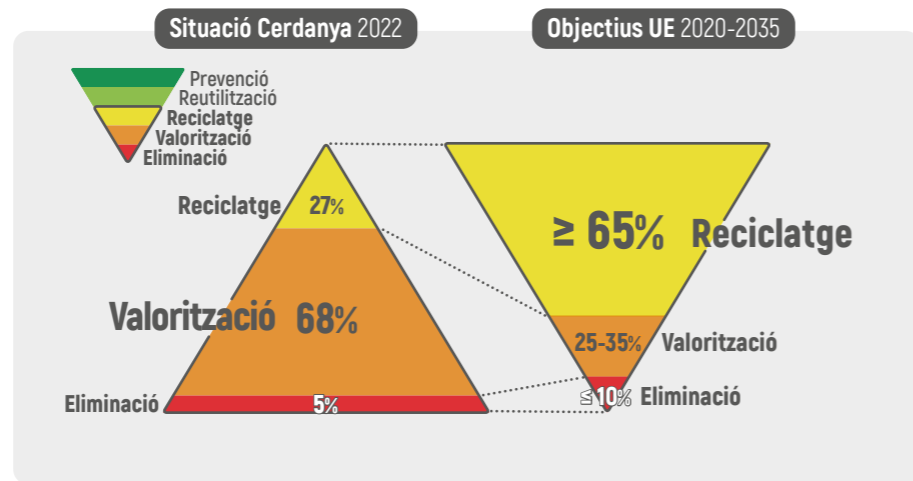 Situació Cerdanya 2022
Objectius UE 2020-2035
Prevenció
Reutilització
Reciclatge
Valorització
Eliminació
Reciclatge 27%
Valorització 68%
Eliminació 5%
≥ 65% Reciclatge
25-35% Valorització
≤ 10% Eliminació